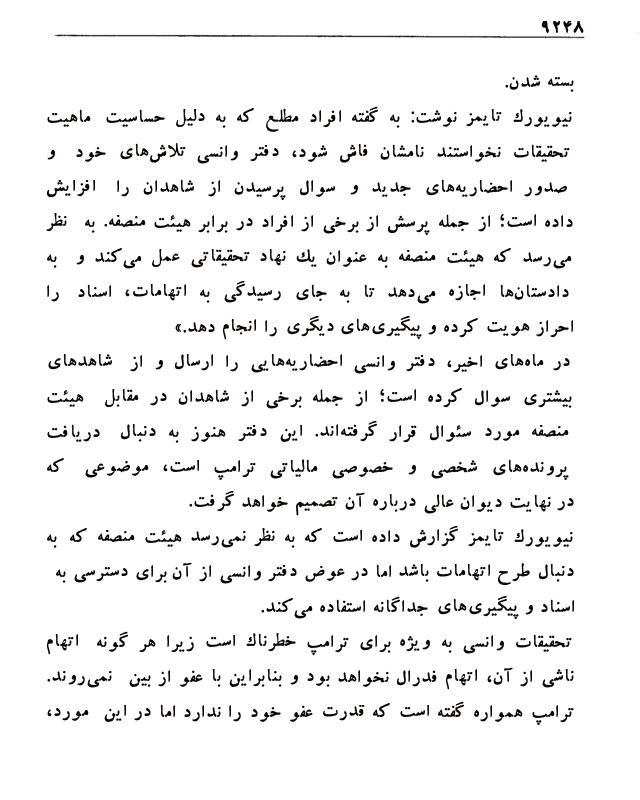 ۹۲۴۸
بسته شدن.
نیویورك تایمز نوشت: به گفته افراد مطلع که به دلیل حساسیت ماهیت
تحقیقات نخواستند نامشان فاش شود، دفتر وانسی تلاش‌های خود و
صدور احضاریه‌های جدید و سوال پرسیدن از شاهدان را افزایش
داده است؛ از جمله پرسش از برخی از افراد در برابر هیئت منصفه. به نظر
می‌رسد که هیئت منصفه به عنوان یك نهاد تحقیقاتی عمل می‌کند و به
دادستان‌ها اجازه می‌دهد تا به جای رسیدگی به اتهامات، اسناد را
احراز هویت کرده و پیگیری‌های دیگری را انجام دهد.»
در ماه‌های اخیر، دفتر وانسی احضاریه‌هایی را ارسال و از شاهدهای
بیشتری سوال کرده است؛ از جمله برخی از شاهدان در مقابل هیئت
منصفه مورد سئوال قرار گرفته‌اند. این دفتر هنوز به دنبال دریافت
پرونده‌های شخصی و خصوصی مالیاتی ترامپ است، موضوعی که
در نهایت دیوان عالی درباره آن تصمیم خواهد گرفت.
نیویورك تایمز گزارش داده است که به نظر نمی‌رسد هیئت منصفه که به
دنبال طرح اتهامات باشد اما در عوض دفتر وانسی از آن برای دسترسی به
اسناد و پیگیری‌های جداگانه استفاده می‌کند.
تحقیقات وانسی به ویژه برای ترامپ خطرناك است زیرا هر گونه اتهام
ناشی از آن، اتهام فدرال نخواهد بود و بنابراین با عفو از بین نمی‌روند.
ترامپ همواره گفته است که قدرت عفو خود را ندارد اما در این مورد،